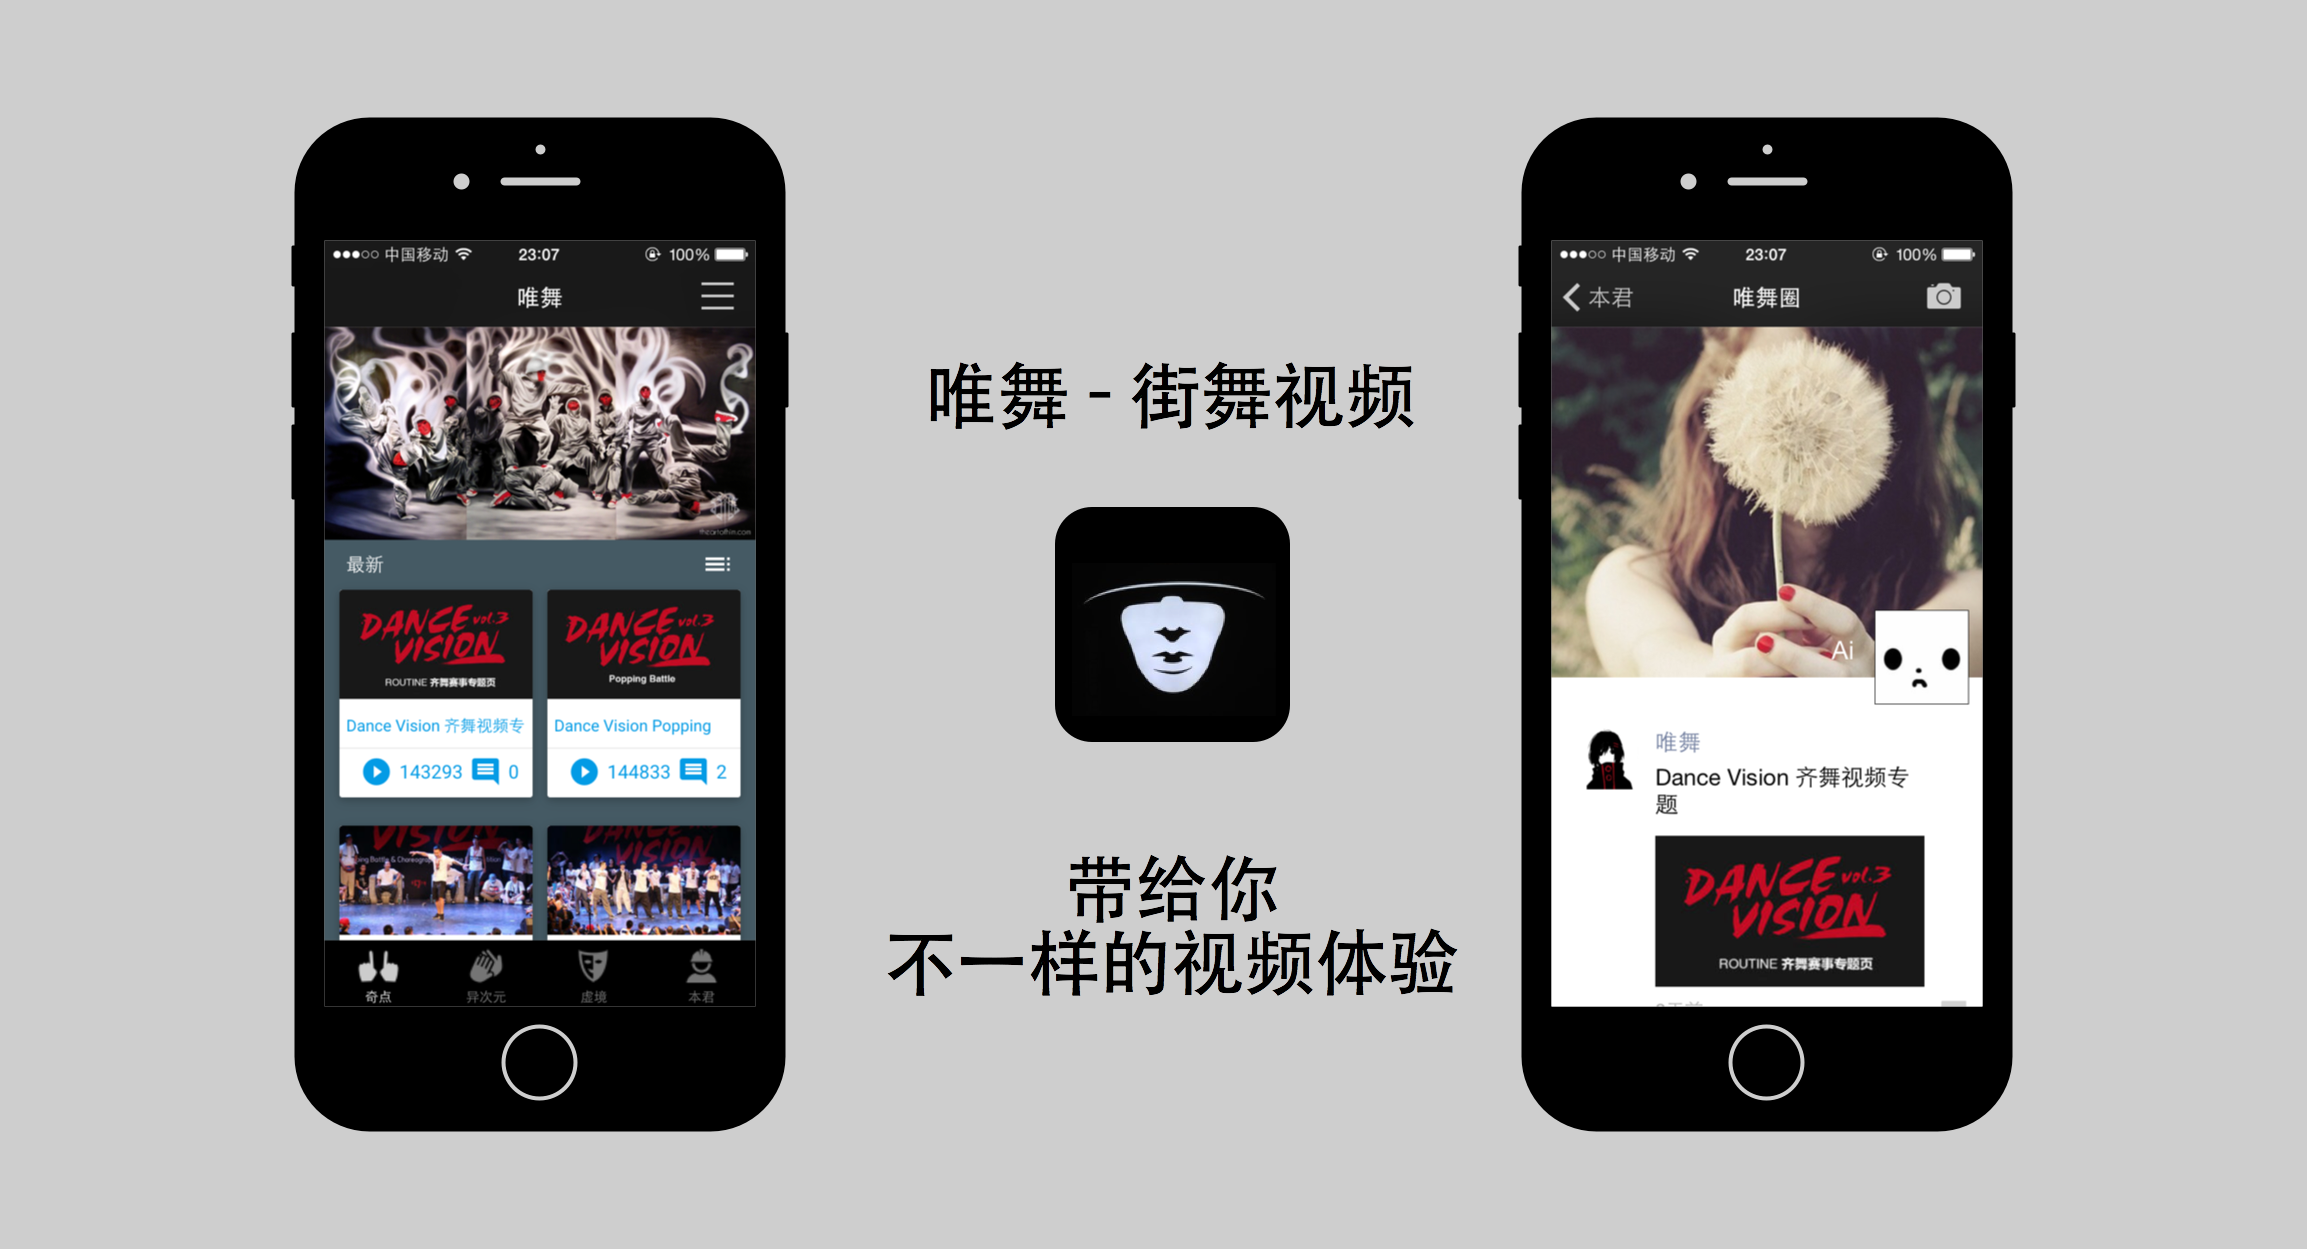 中国移动 23:07 100%
唯舞
theartofhm.com
最新
DANCE vol.3
VISION
ROUTINE 齐舞赛事专题页
DANCE vol.3
VISION
Popping Battle
Dance Vision 齐舞视频专
Dance Vision Popping
143293 0
144833 2
VISION
奇点 异次元 虚境 本君
唯舞 - 街舞视频
带给你
不一样的视频体验
中国移动 23:07 100%
本君 唯舞圈
Ai
唯舞
Dance Vision 齐舞视频专
题
DANCE vol.3
VISION
ROUTINE 齐舞赛事专题页